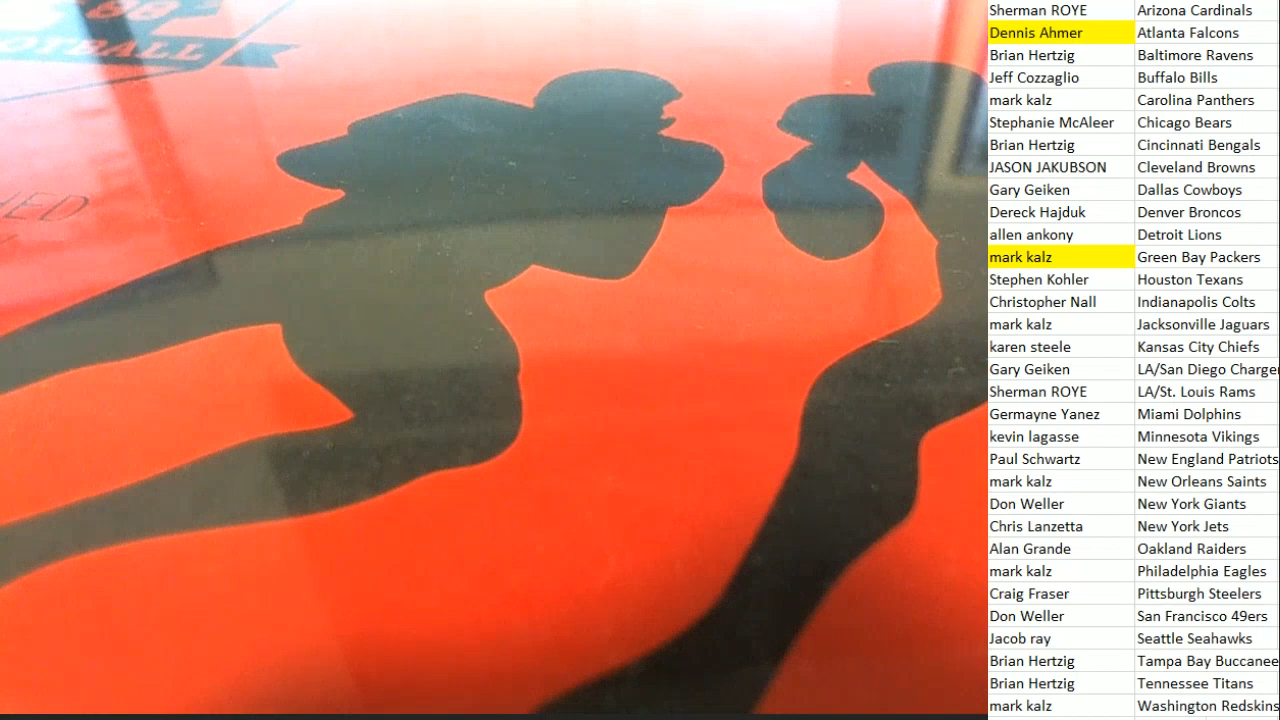 98
OTBALL
HED
Sherman ROYE Arizona Cardinals
Dennis Ahmer Atlanta Falcons
Brian Hertzig Baltimore Ravens
Jeff Cozzaglio Buffalo Bills
mark kalz Carolina Panthers
Stephanie McAleer Chicago Bears
Brian Hertzig Cincinnati Bengals
JASON JAKUBSON Cleveland Browns
Gary Geiken Dallas Cowboys
Dereck Hajduk Denver Broncos
allen ankony Detroit Lions
mark kalz Green Bay Packers
Stephen Kohler Houston Texans
Christopher Nall Indianapolis Colts
mark kalz Jacksonville Jaguars
karen steele Kansas City Chiefs
Gary Geiken LA/San Diego Charge
Sherman ROYE LA/St. Louis Rams
Germayne Yanez Miami Dolphins
kevin lagasse Minnesota Vikings
Paul Schwartz New England Patriots
mark kalz New Orleans Saints
Don Weller New York Giants
Chris Lanzetta New York Jets
Alan Grande Oakland Raiders
mark kalz Philadelphia Eagles
Craig Fraser Pittsburgh Steelers
Don Weller San Francisco 49ers
Jacob ray Seattle Seahawks
Brian Hertzig Tampa Bay Buccanee
Brian Hertzig Tennessee Titans
mark kalz Washington Redskins